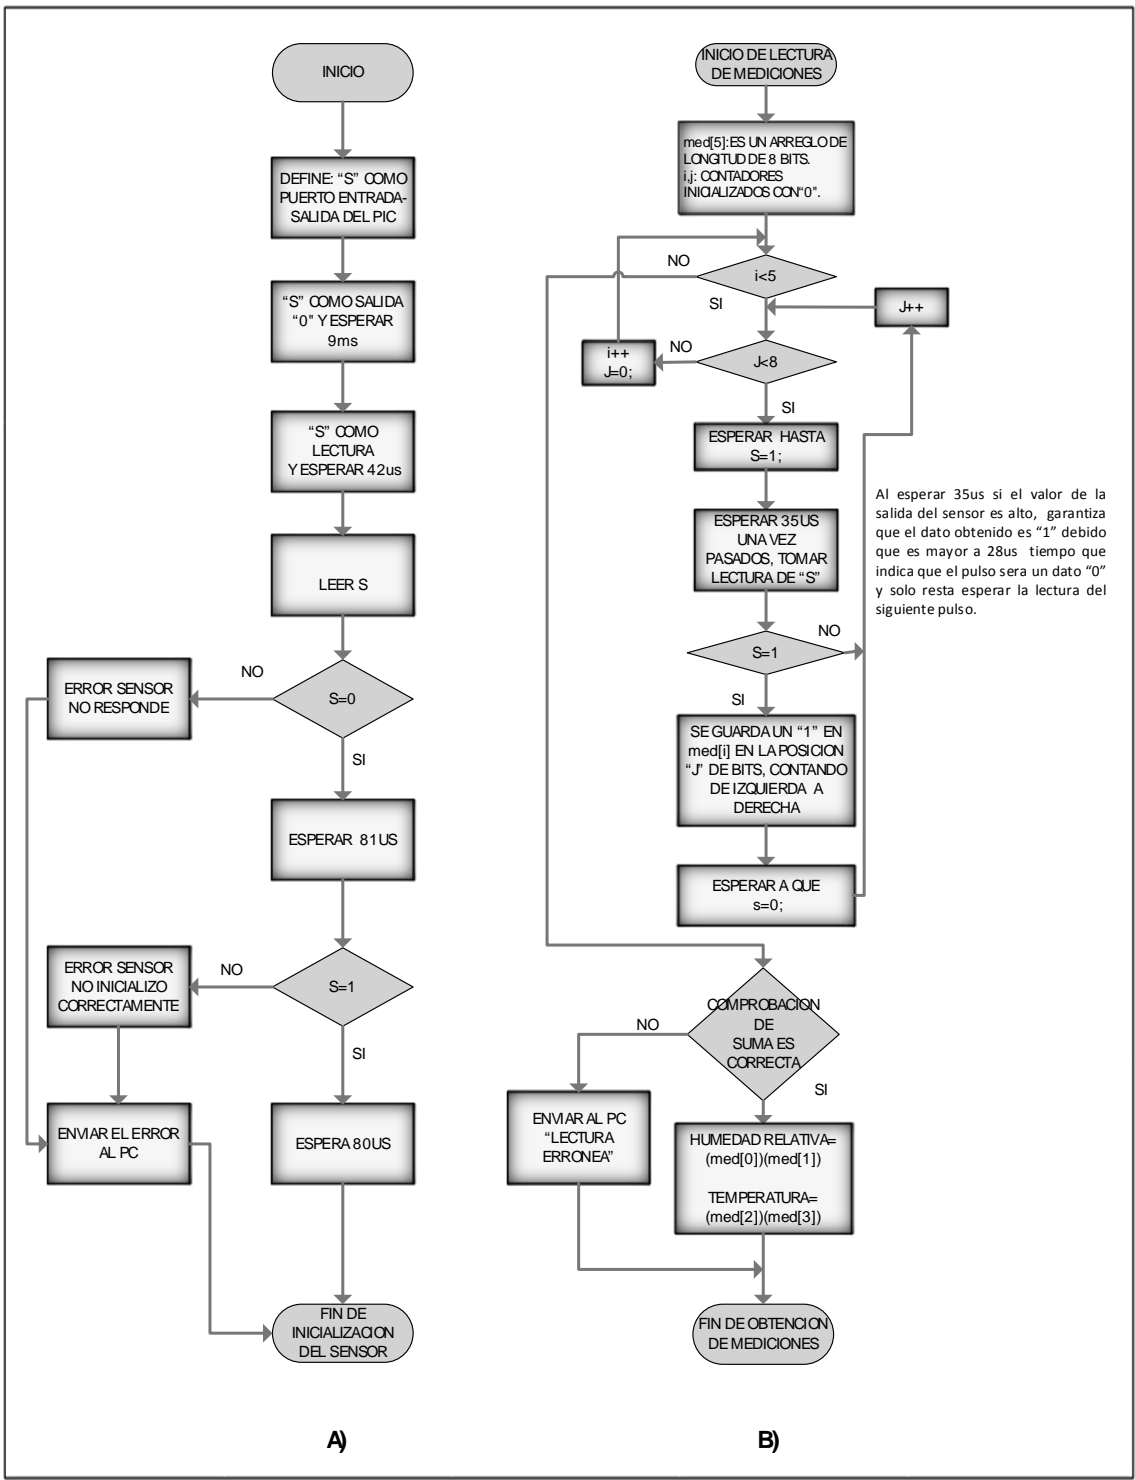 INICIO
DEFINE: “S” COMO
PUERTO ENTRADA-
SALIDA DEL PIC
“S” COMO SALIDA
“0" Y ESPERAR
9ms
“S” COMO
LECTURA
Y ESPERAR 42us
LEER S
S=0
NO
ERROR SENSOR
NO RESPONDE
SI
ESPERAR 81US
S=1
NO
ERROR SENSOR
NO INICIALIZO
CORRECTAMENTE
SI
ENVIAR EL ERROR
AL PC
ESPERA 80US
FIN DE
INICIALIZACION
DEL SENSOR
A)
INICIO DE LECTURA
DE MEDICIONES
med[5]:ES UN ARREGLO DE
LONGITUD DE 8 BITS.
i,j: CONTADORES
INICIALIZADOS CON“0”.
i<5
NO
SI
J++
J<8
NO
i++
J=0;
SI
ESPERAR HASTA
S=1;
ESPERAR 35US
UNA VEZ
PASADOS, TOMAR
LECTURA DE “S”
Al esperar 35us si el valor de la
salida del sensor es alto, garantiza
que el dato obtenido es “1” debido
que es mayor a 28us tiempo que
indica que el pulso sera un dato “0”
y solo resta esperar la lectura del
siguiente pulso.
S=1
NO
SI
SE GUARDA UN “1” EN
med[i] EN LA POSICION
“J” DE BITS, CONTANDO
DE IZQUIERDA A
DERECHA
ESPERAR A QUE
s=0;
COMPROBACION
DE
SUMA ES
CORRECTA
NO
SI
ENVIAR AL PC
“LECTURA
ERRONEA”
HUMEDAD RELATIVA=
(med[0])(med[1])
TEMPERATURA=
(med[2])(med[3])
FIN DE OBTENCION
DE MEDICIONES
B)